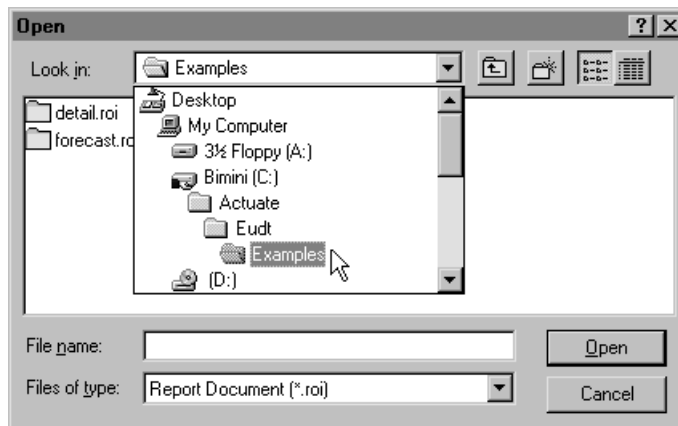 Open
Look in: Examples
Desktop
detail.roi
My Computer
forecast.ro
3½ Floppy (A:)
Bimini (C:)
Actuate
Eudt
Examples
(D:)
File name:
Open
Files of type: Report Document (*.roi)
Cancel